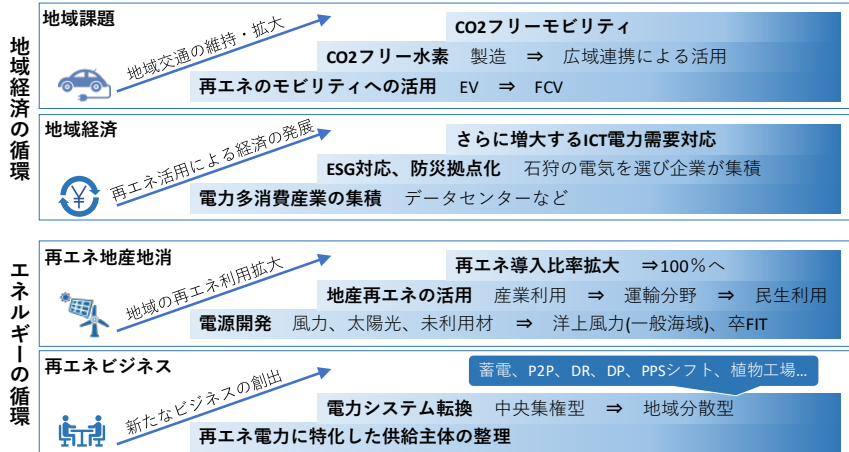 地域経済の循環
地域課題
地域交通の維持・拡大
CO2フリーモビリティ
CO2フリー水素 製造 ⇒ 広域連携による活用
再エネのモビリティへの活用 EV ⇒ FCV
地域経済
再エネ活用による経済の発展
¥
さらに増大するICT電力需要対応
ESG対応、防災拠点化 石狩の電気を選び企業が集積
電力多消費産業の集積 データセンターなど
エネルギーの循環
再エネ地産地消
地域の再エネ利用拡大
再エネ導入比率拡大 ⇒100%へ
地産再エネの活用 産業利用 ⇒ 運輸分野 ⇒ 民生利用
電源開発 風力、太陽光、未利用材 ⇒ 洋上風力(一般海域)、卒FIT
再エネビジネス
新たなビジネスの創出
蓄電、P2P、DR、DP、PPSシフト、植物工場...
電力システム転換 中央集権型 ⇒ 地域分散型
再エネ電力に特化した供給主体の整理